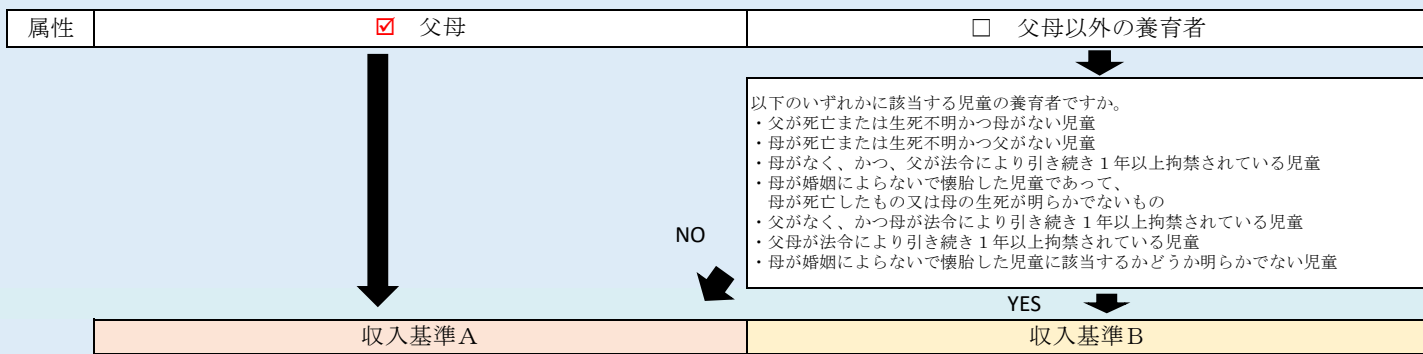 属性
☑ 父母
□ 父母以外の養育者
以下のいずれかに該当する児童の養育者ですか。
・父が死亡または生死不明かつ母がない児童
・母が死亡または生死不明かつ父がない児童
・母がなく、かつ、父が法令により引き続き１年以上拘禁されている児童
・母が婚姻によらないで懐胎した児童であって、
母が死亡したもの又は母の生死が明らかでないもの
・父がなく、かつ母が法令により引き続き１年以上拘禁されている児童
・父母が法令により引き続き１年以上拘禁されている児童
・母が婚姻によらないで懐胎した児童に該当するかどうか明らかでない児童
NO
YES
収入基準Ａ
収入基準Ｂ